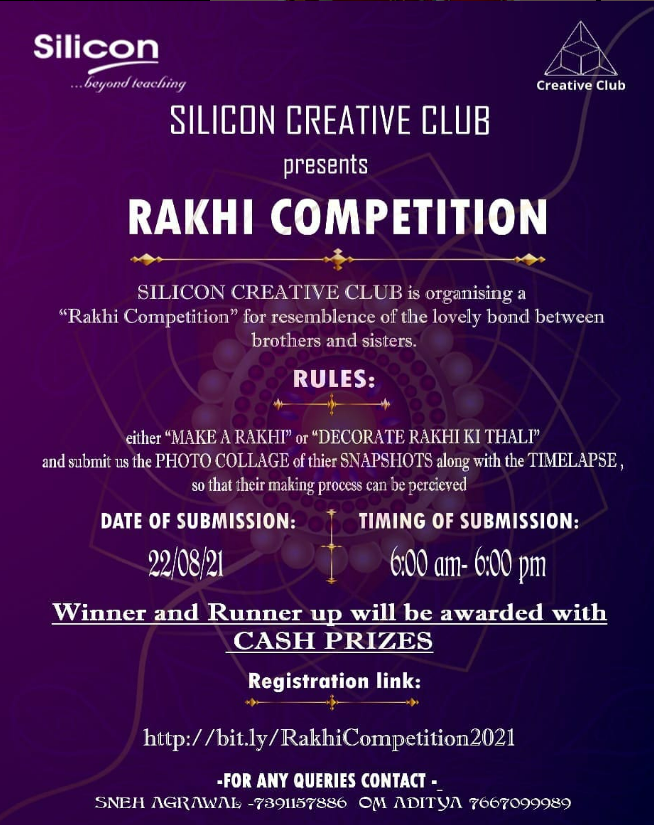 Silicon
...beyond teaching
Creative Club
SILICON CREATIVE CLUB
presents
RAKHI COMPETITION
SILICON CREATIVE CLUB is organising a
“Rakhi Competition” for resemblence of the lovely bond between
brothers and sisters.
RULES:
either “MAKE A RAKHI” or “DECORATE RAKHI KI THALI”
and submit us the PHOTO COLLAGE of thier SNAPSHOTS along with the TIMELAPSE ,
so that their making process can be percieved
DATE OF SUBMISSION:
22/08/21
TIMING OF SUBMISSION:
6:00 am- 6:00 pm
Winner and Runner up will be awarded with
CASH PRIZES
Registration link:
http://bit.ly/RakhiCompetition2021
-FOR ANY QUERIES CONTACT -
SNEH AGRAWAL -7391157886 OM ADITYA 7667099989